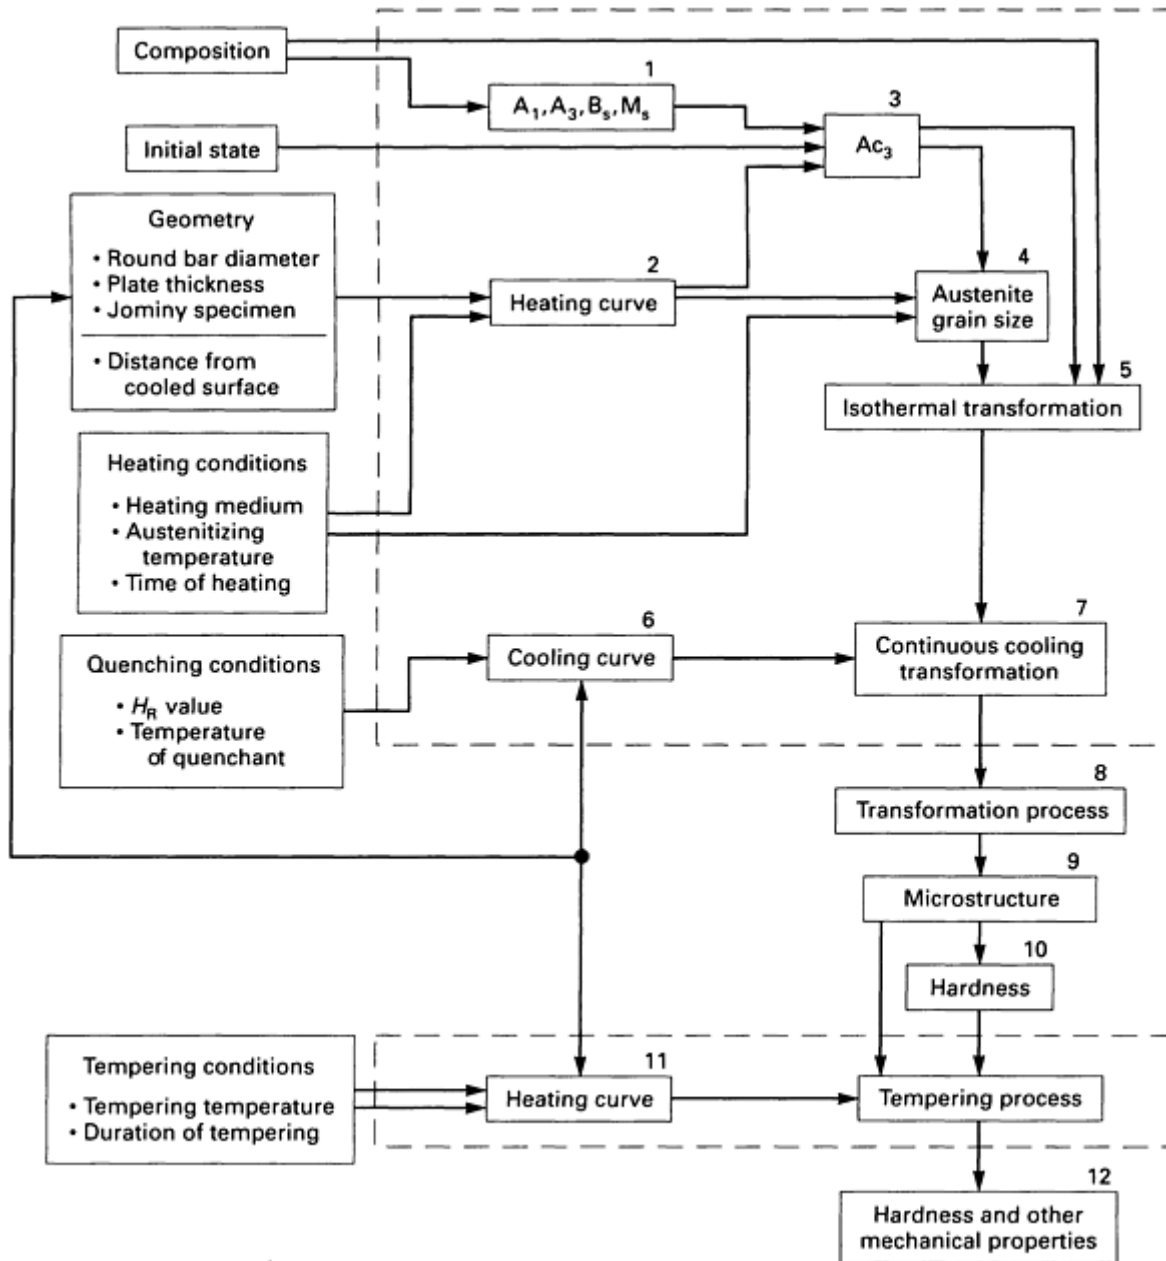 Composition
1
A₁, A₃, Bₛ, Mₛ
3
Ac₃
Initial state
Geometry
• Round bar diameter
• Plate thickness
• Jominy specimen
• Distance from
cooled surface
2
Heating curve
4
Austenite
grain size
5
Isothermal transformation
Heating conditions
• Heating medium
• Austenitizing
temperature
• Time of heating
Quenching conditions
• H_R value
• Temperature
of quenchant
6
Cooling curve
7
Continuous cooling
transformation
8
Transformation process
9
Microstructure
10
Hardness
Tempering conditions
• Tempering temperature
• Duration of tempering
11
Heating curve
Tempering process
12
Hardness and other
mechanical properties